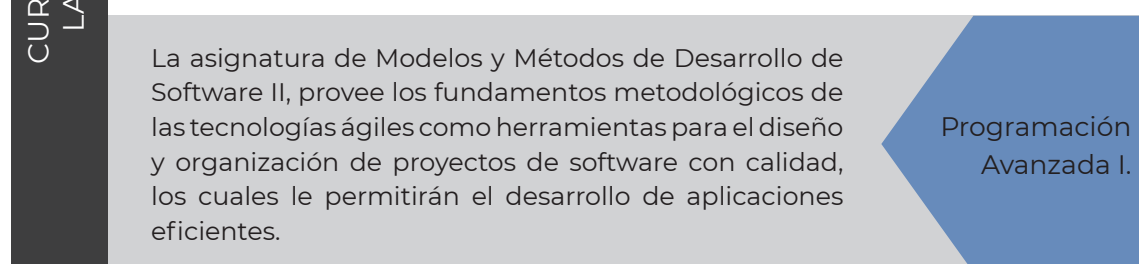 CUR
LA
La asignatura de Modelos y Métodos de Desarrollo de
Software II, provee los fundamentos metodológicos de
las tecnologías ágiles como herramientas para el diseño
y organización de proyectos de software con calidad,
los cuales le permitirán el desarrollo de aplicaciones
eficientes.
Programación
Avanzada I.